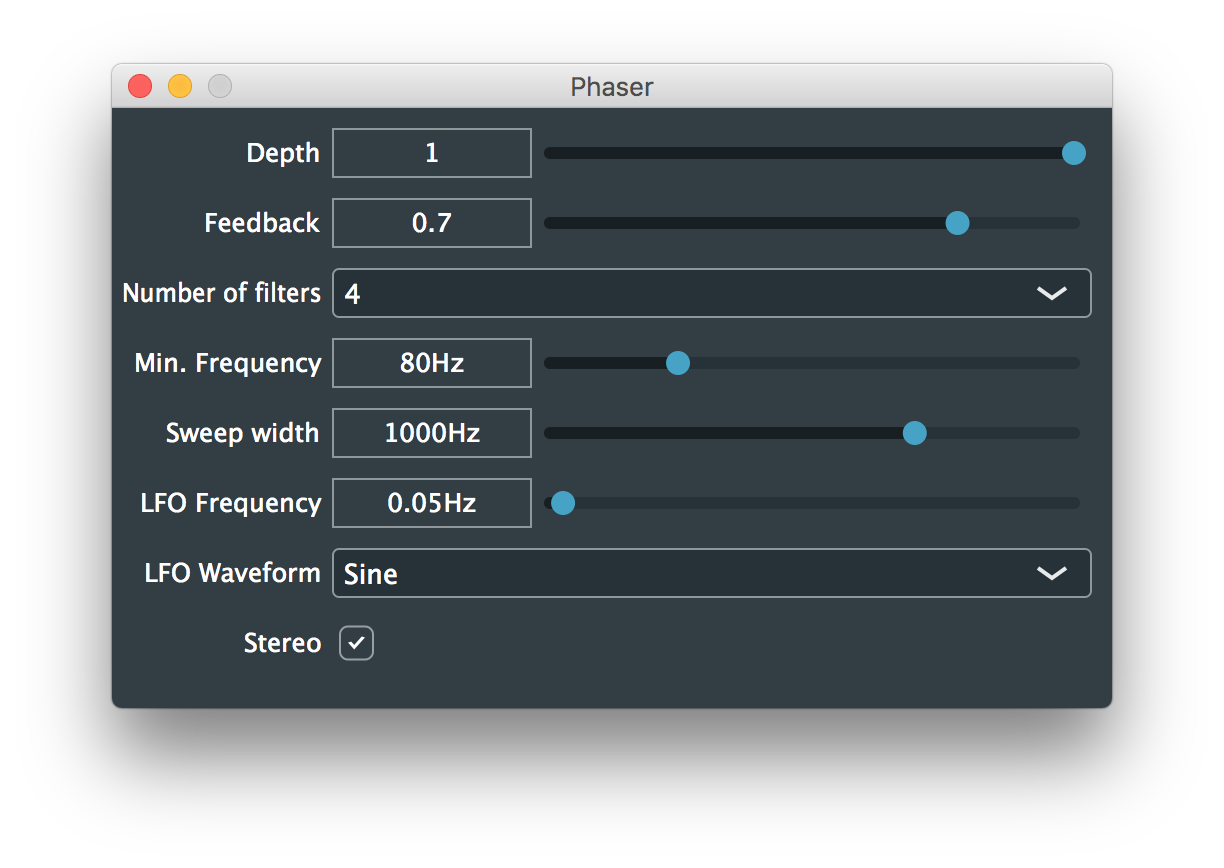 Phaser
Depth 1
Feedback 0.7
Number of filters 4
Min. Frequency 80Hz
Sweep width 1000Hz
LFO Frequency 0.05Hz
LFO Waveform Sine
Stereo